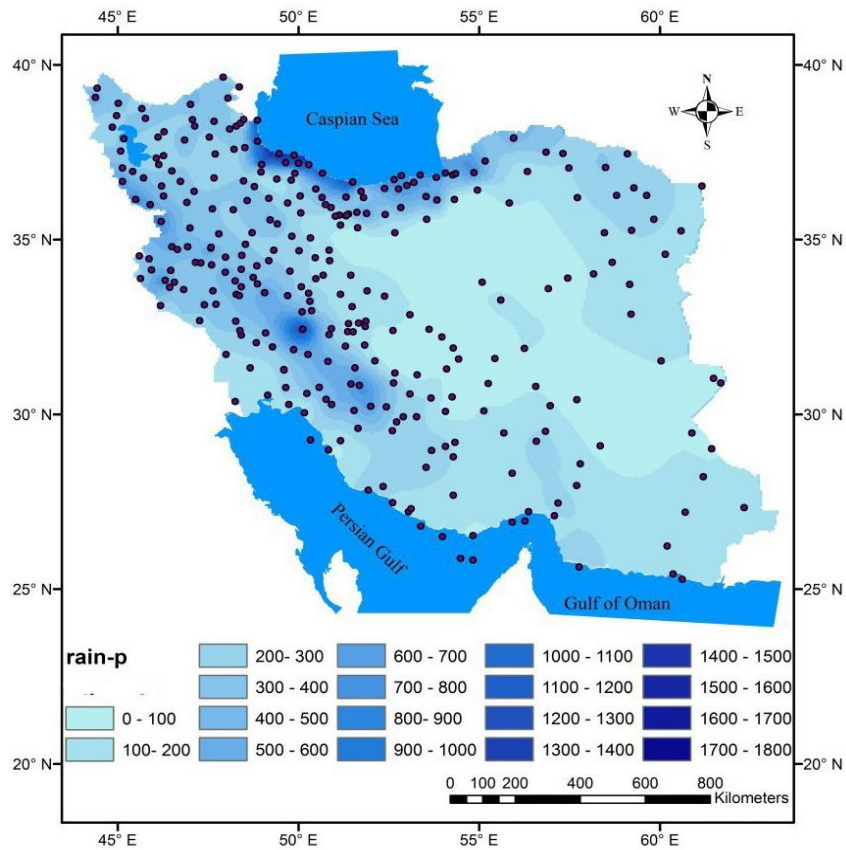 45° E 50° E 55° E 60° E
40° N 40° N
N
W E
S
Caspian Sea
35° N 35° N
30° N 30° N
Persian Gulf
25° N 25° N
Gulf of Oman
rain-p
0 - 100
100- 200
200- 300
300 - 400
400 - 500
500 - 600
600 - 700
700 - 800
800- 900
900 - 1000
1000 - 1100
1100 - 1200
1200 - 1300
1300 - 1400
1400 - 1500
1500 - 1600
1600 - 1700
1700 - 1800
20° N 20° N
0 100 200 400 600 800
Kilometers
45° E 50° E 55° E 60° E